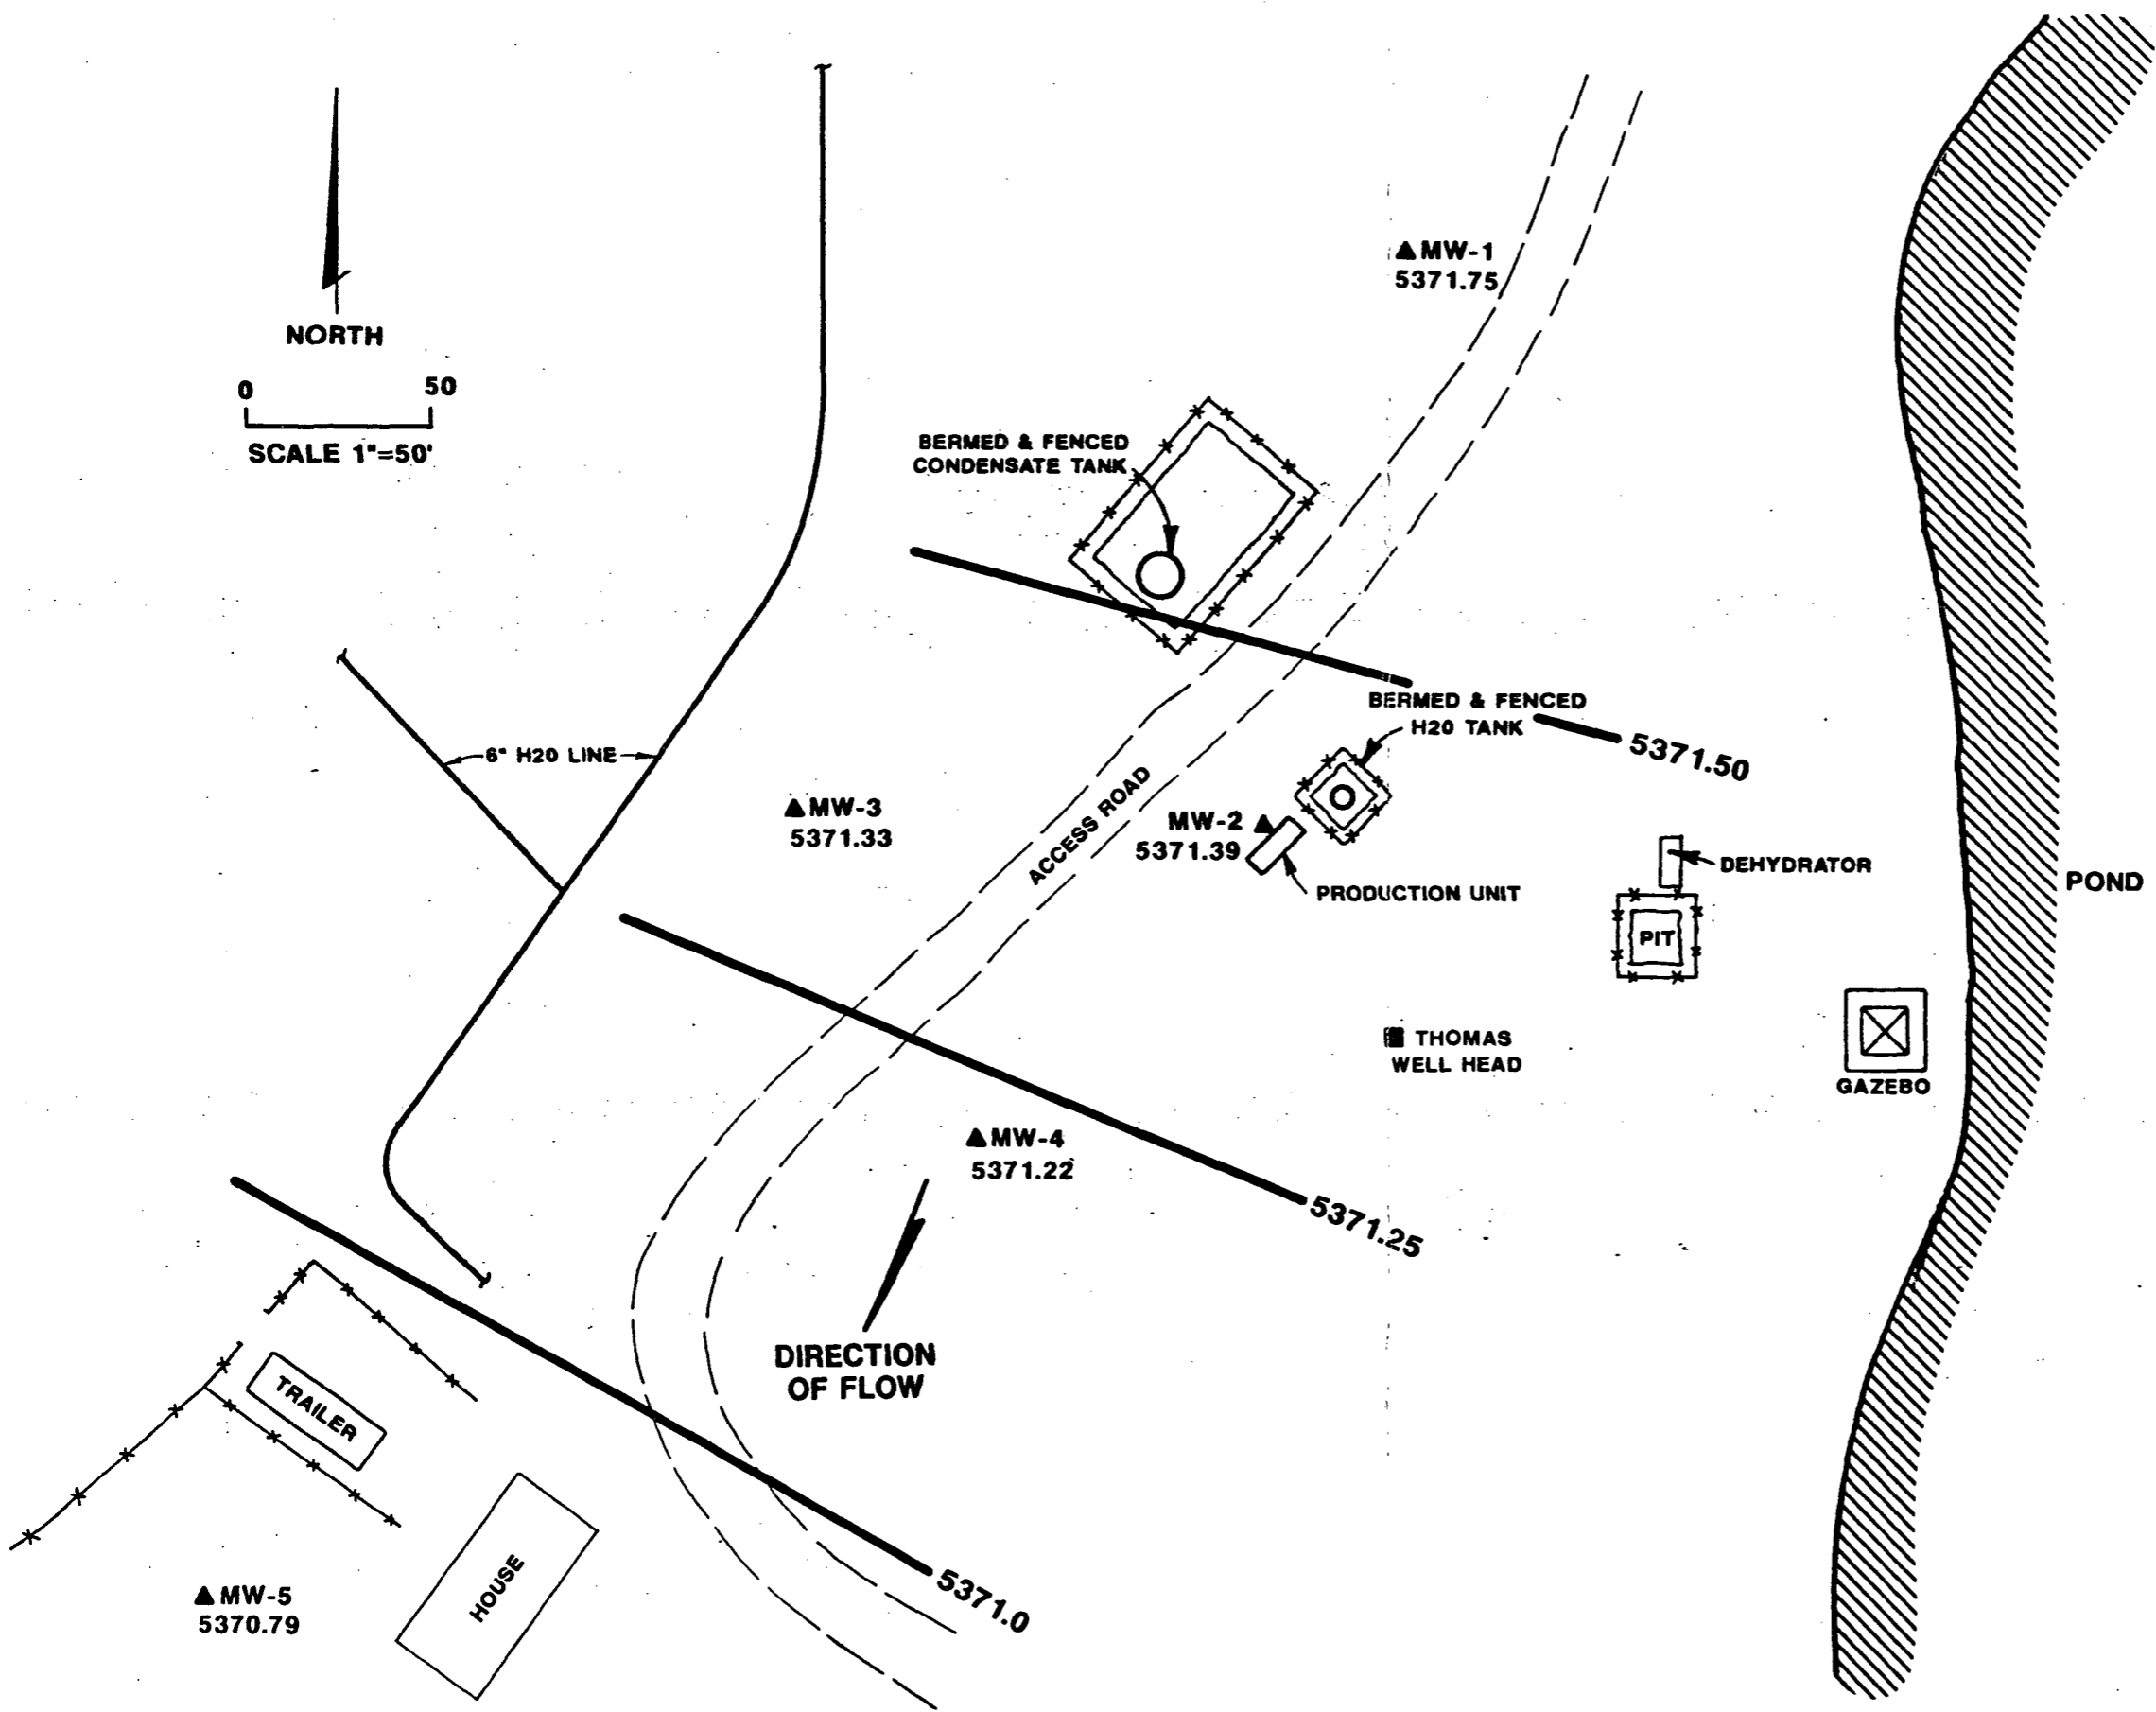 MW-1
5371.75
NORTH
0 50
SCALE 1"=50'
BERMED & FENCED
CONDENSATE TANK
BERMED & FENCED
H20 TANK
5371.50
6" H20 LINE
MW-3
5371.33
ACCESS ROAD
MW-2
5371.39
PRODUCTION UNIT
DEHYDRATOR
POND
PIT
THOMAS
WELL HEAD
GAZEBO
MW-4
5371.22
5371.25
DIRECTION
OF FLOW
TRAILER
HOUSE
MW-5
5370.79
5371.0